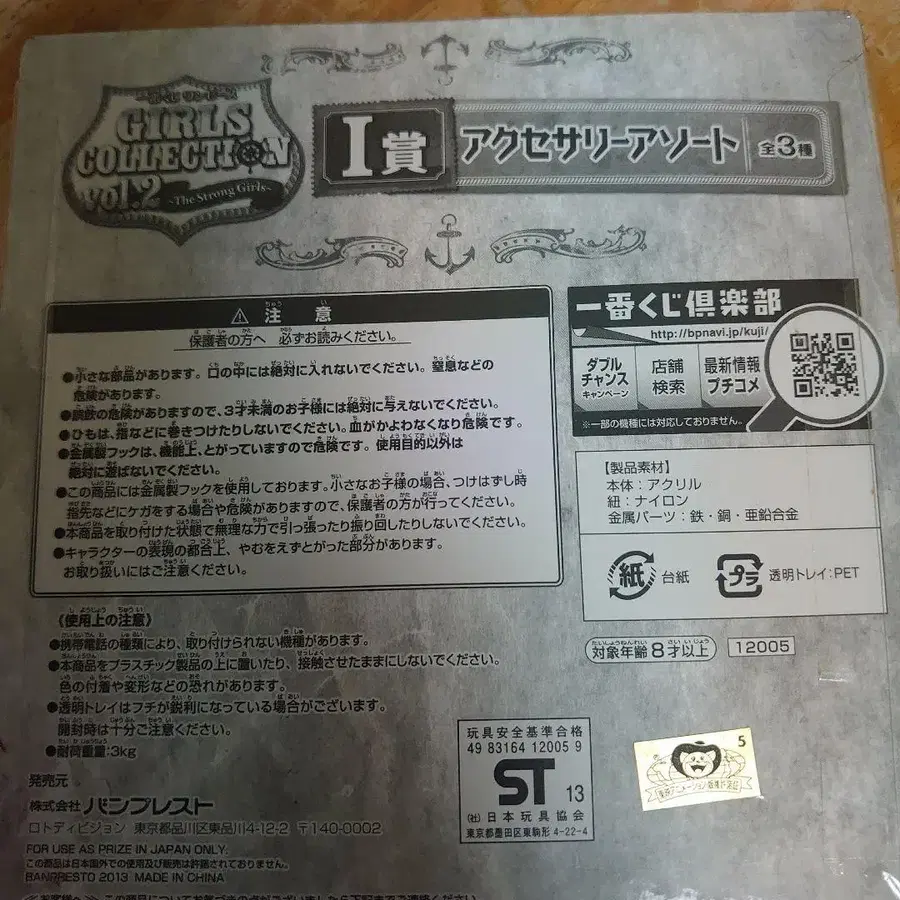 一番くじ ワンピース
GIRLS
COLLECTION
vol.2 ~The Strong Girls~
I賞 アクセサリーアソート 全3種
⚠注意
保護者の方へ 必ずお読みください。
●小さな部品があります。口の中には絶対に入れないでください。窒息などの
危険があります。
●誤飲の危険がありますので、3才未満のお子様には絶対に与えないでください。
●ひもは、指などに巻きつけたりしないでください。血がかよわなくなり危険です。
●金属製フックは、機能上、とがっていますので危険です。使用目的以外は
絶対に遊ばないでください。
●この商品には金属製フックを使用しております。小さなお子様の場合、つけはずし時
指先などにケガをする場合や危険がありますので、保護者の方が行ってください。
●本商品を取り付けた状態で無理な力で引っ張ったり振り回したりしないでください。
●キャラクターの表現の都合上、やむをえずとがった部分があります。
お取り扱いにはご注意ください。
一番くじ倶楽部
http://bpnavi.jp/kuji/
ダブル
チャンス
キャンペーン
店舗
検索
最新情報
プチコメ
※一部の機種には対応しておりません。
【製品素材】
本体：アクリル
紐：ナイロン
金属パーツ：鉄・銅・亜鉛合金
紙 台紙
プラ 透明トレイ：PET
対象年齢8才以上
12005
《使用上の注意》
●携帯電話の種類により、取り付けられない機種があります。
●本商品をプラスチック製品の上に置いたり、接触させたままにしないでください。
色の付着や変形などの恐れがあります。
●透明トレイはフチが鋭利になっている場合がございます。
開封時は十分ご注意ください。
●耐荷重量:3kg
玩具安全基準合格
49 83164 12005 9
ST 13
(社)日本玩具協会
東京都墨田区東駒形 4-22-4
5
発売元
株式会社 バンプレスト
ロトディビジョン 東京都品川区東品川4-12-2 〒140-0002
FOR USE AS PRIZE IN JAPAN ONLY.
この商品は日本国外での使用及び販売は許諾されておりません。
BANPRESTO 2013 MADE IN CHINA